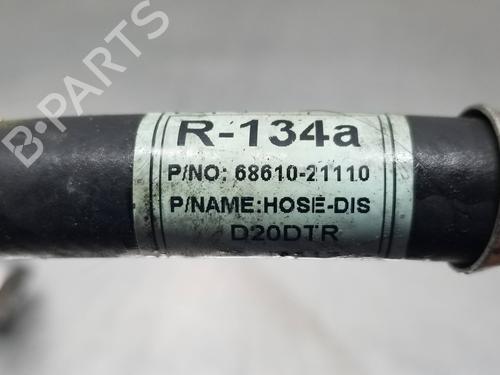 B-PARTS
R-134a
P/NO: 68610-21110
P/NAME:HOSE-DIS
D20DTR